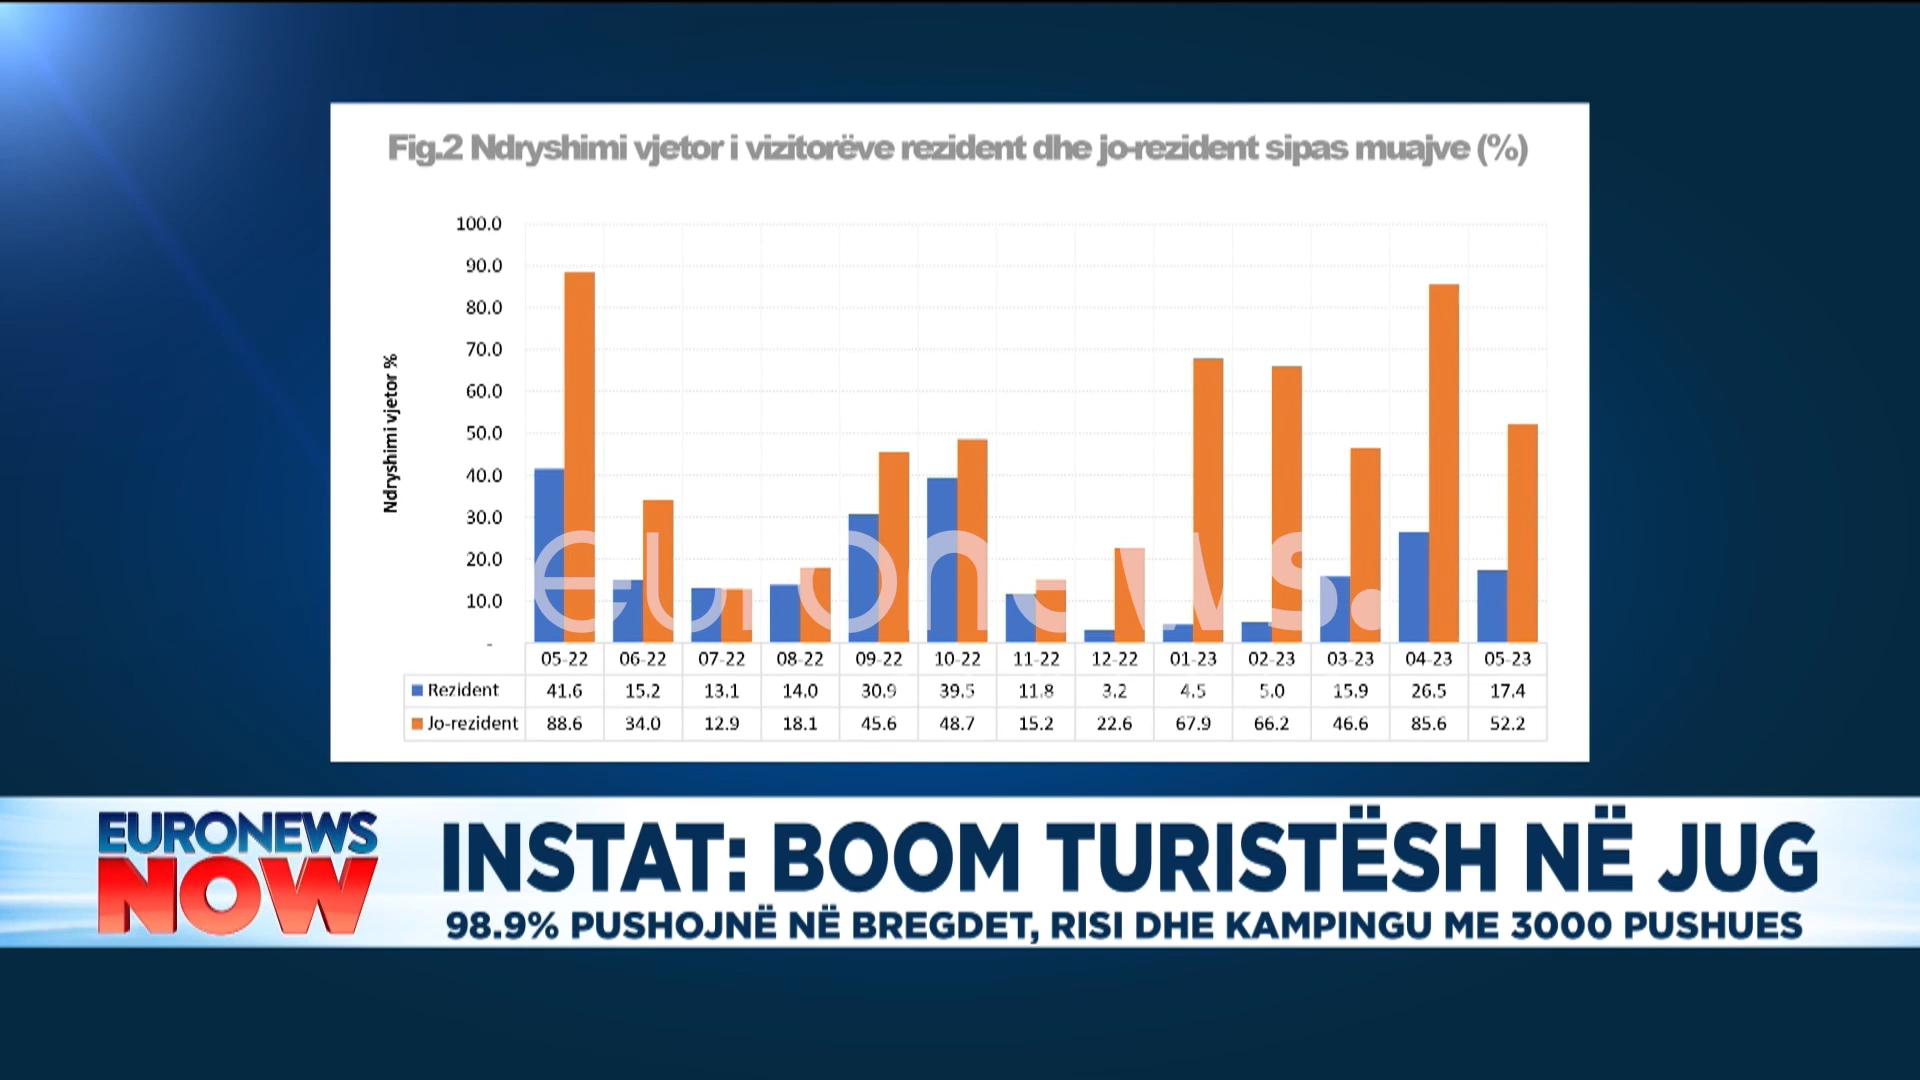 Fig.2 Ndryshimi vjetor i vizitorëve rezident dhe jo-rezident sipas muajve (%)
100.0
90.0
80.0
70.0
60.0
50.0
40.0
30.0
20.0
10.0
-
Ndryshimi vjetor %
euronews.
05-22 06-22 07-22 08-22 09-22 10-22 11-22 12-22 01-23 02-23 03-23 04-23 05-23
Rezident 41.6 15.2 13.1 14.0 30.9 39.5 11.8 3.2 4.5 5.0 15.9 26.5 17.4
Jo-rezident 88.6 34.0 12.9 18.1 45.6 48.7 15.2 22.6 67.9 66.2 46.6 85.6 52.2
EURONEWS
NOW
INSTAT: BOOM TURISTËSH NË JUG
98.9% PUSHOJNË NË BREGDET, RISI DHE KAMPINGU ME 3000 PUSHUES